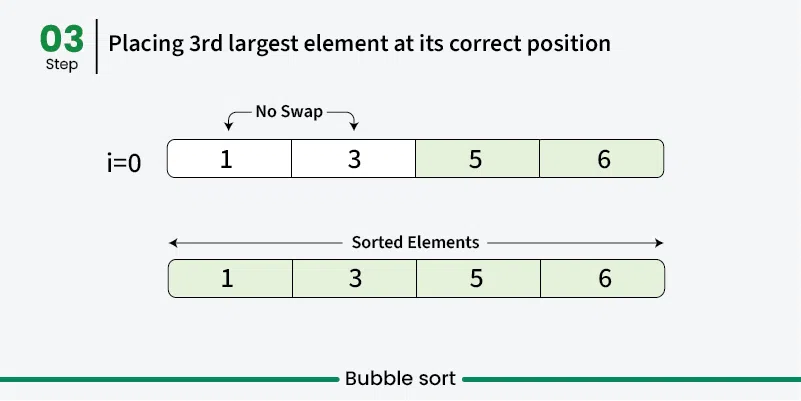 03
Step
Placing 3rd largest element at its correct position
No Swap
i=0
1 3 5 6
Sorted Elements
1 3 5 6
Bubble sort